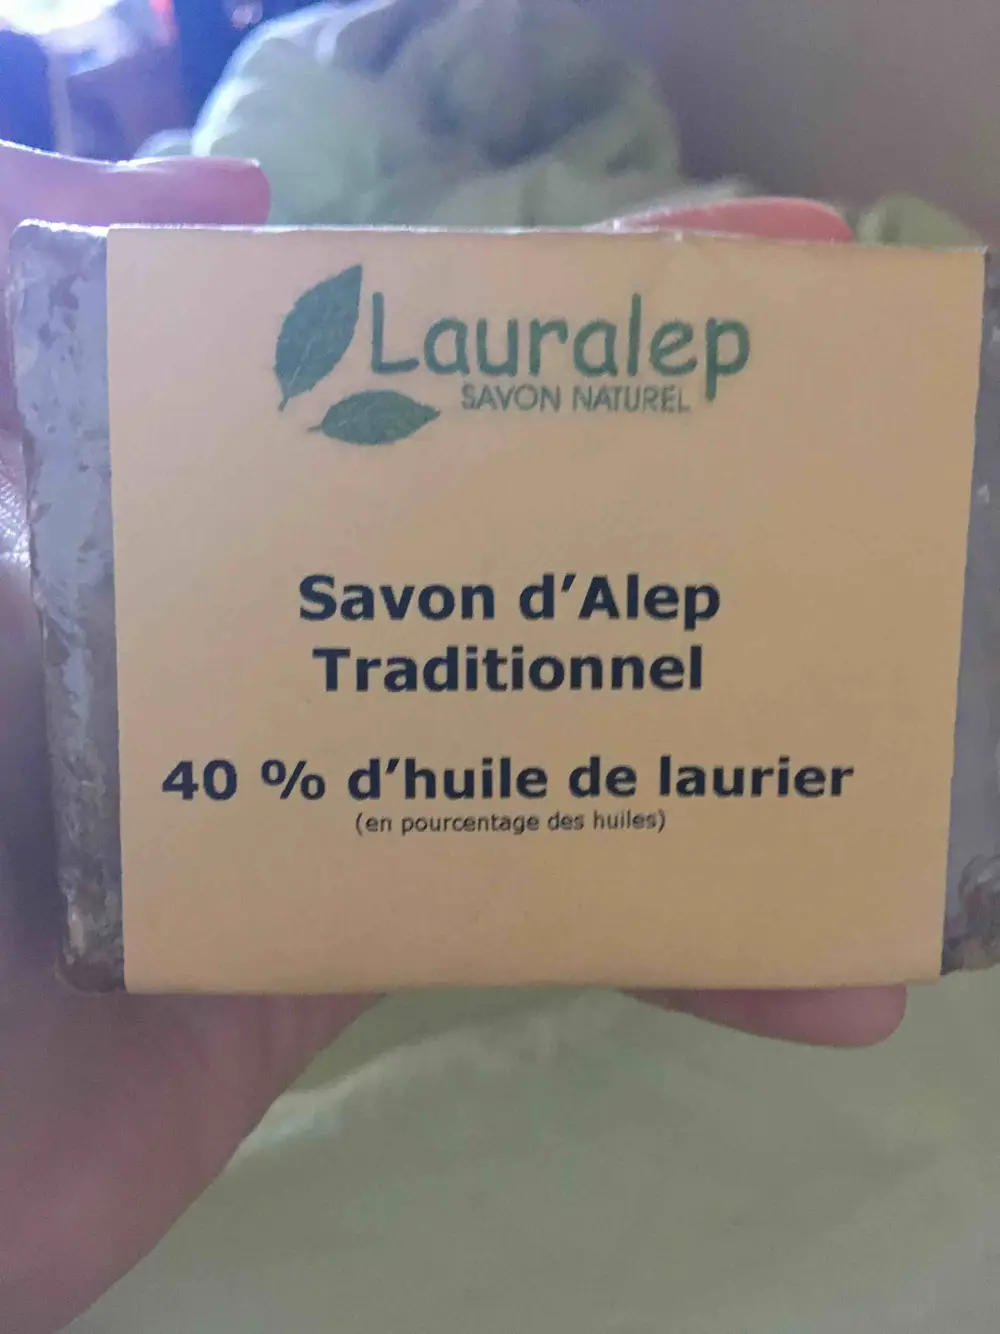 Lauralep
SAVON NATUREL
Savon d'Alep
Traditionnel
40 % d'huile de laurier
(en pourcentage des huiles)